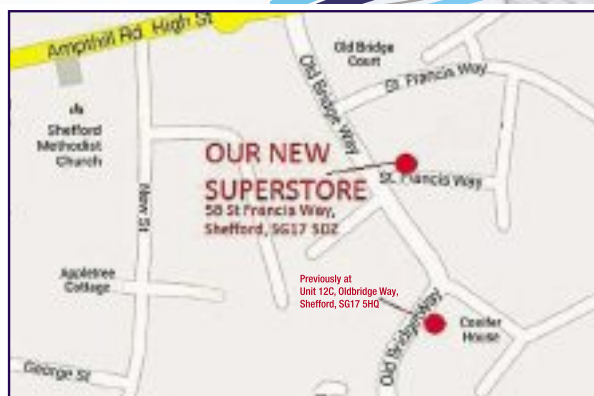 Ampthill Rd High St
Old Bridge Court
Old Bridge Way
St. Francis Way
Shefford
Methodist
Church
OUR NEW
SUPERSTORE
58 St Francis Way,
Shefford, SG17 5DZ
St. Francis Way
New St
Appletree
Cottage
Previously at
Unit 12C, Oldbridge Way,
Shefford, SG17 5HQ
Old Bridge Way
Conifer
House
George St